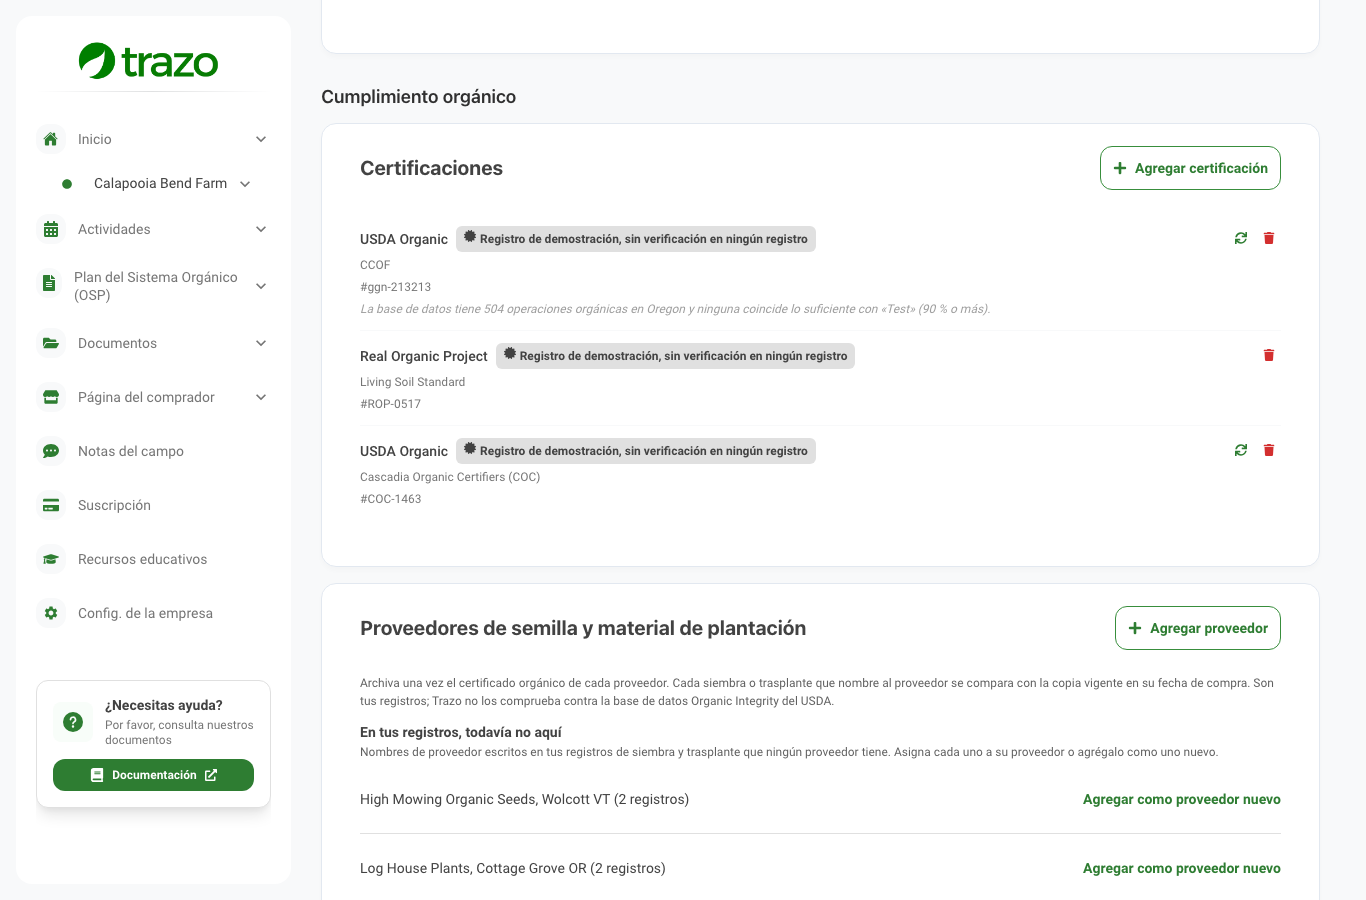 trazo
Inicio
Calapooia Bend Farm
Actividades
Plan del Sistema Orgánico
(OSP)
Documentos
Página del comprador
Notas del campo
Suscripción
Recursos educativos
Config. de la empresa
¿Necesitas ayuda?
Por favor, consulta nuestros
documentos
Documentación
Cumplimiento orgánico
Certificaciones
Agregar certificación
USDA Organic Registro de demostración, sin verificación en ningún registro
CCOF
#ggn-213213
La base de datos tiene 504 operaciones orgánicas en Oregon y ninguna coincide lo suficiente con «Test» (90 % o más).
Real Organic Project Registro de demostración, sin verificación en ningún registro
Living Soil Standard
#ROP-0517
USDA Organic Registro de demostración, sin verificación en ningún registro
Cascadia Organic Certifiers (COC)
#COC-1463
Proveedores de semilla y material de plantación
Agregar proveedor
Archiva una vez el certificado orgánico de cada proveedor. Cada siembra o trasplante que nombre al proveedor se compara con la copia vigente en su fecha de compra. Son
tus registros; Trazo no los comprueba contra la base de datos Organic Integrity del USDA.
En tus registros, todavía no aquí
Nombres de proveedor escritos en tus registros de siembra y trasplante que ningún proveedor tiene. Asigna cada uno a su proveedor o agrégalo como uno nuevo.
High Mowing Organic Seeds, Wolcott VT (2 registros)
Agregar como proveedor nuevo
Log House Plants, Cottage Grove OR (2 registros)
Agregar como proveedor nuevo